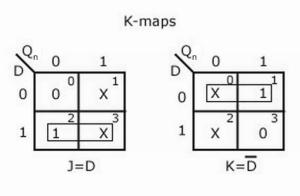 K-maps
Qn Qn
D 0 1 D 0 1
0 0 0 X 1 0 X 0 1 1
1 1 2 X 3 1 X 2 0 3
J=D K=D̅